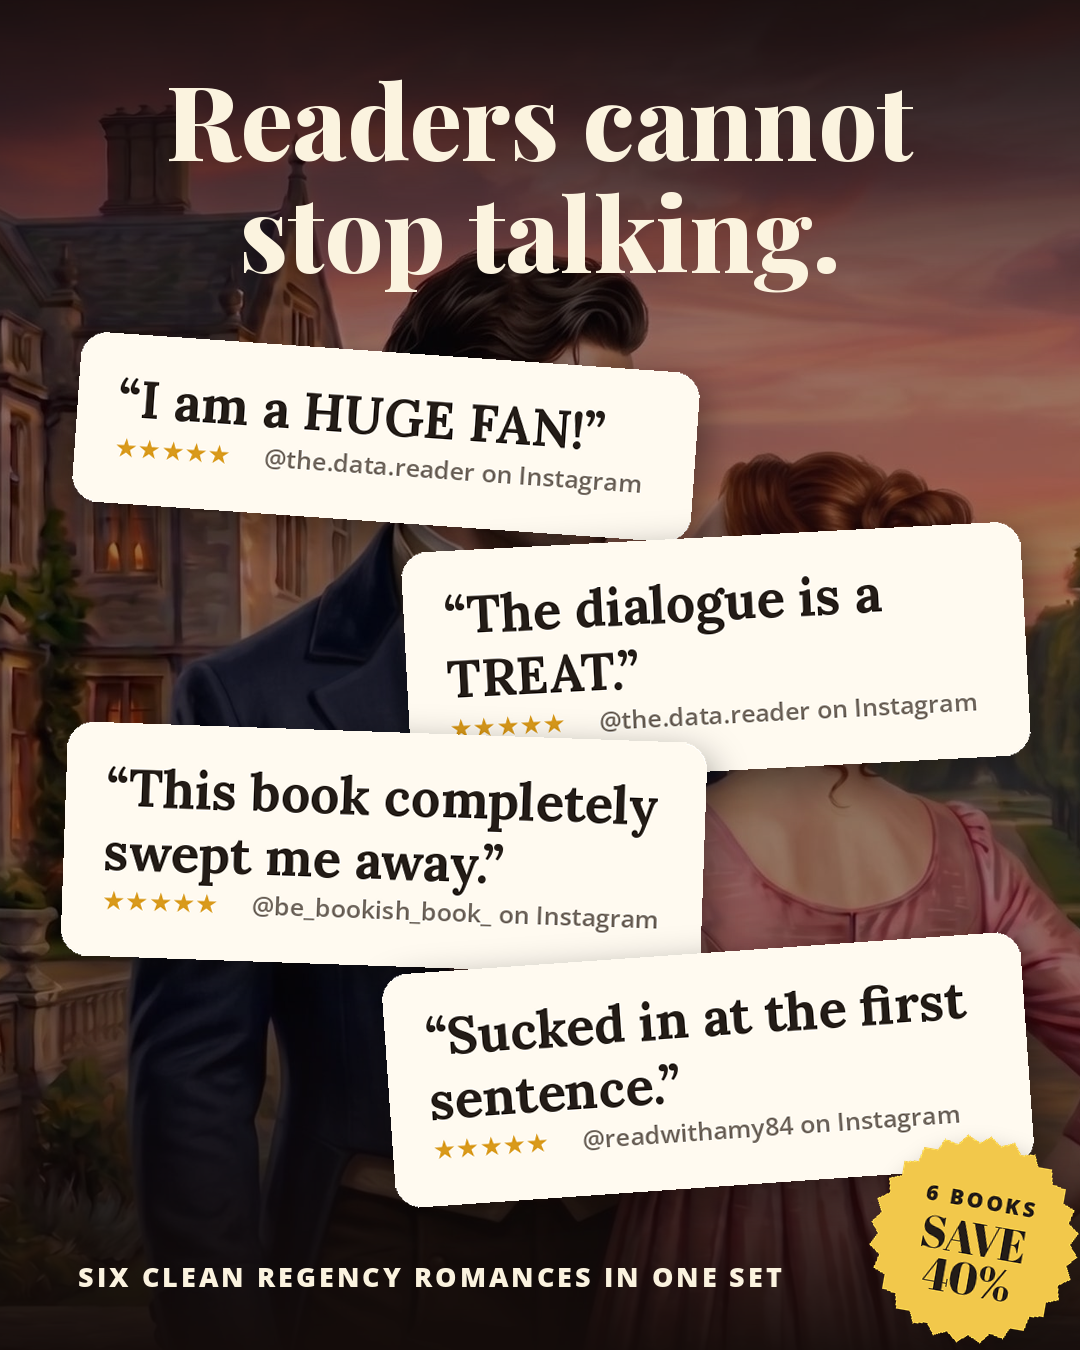 Readers cannot
stop talking.
“I am a HUGE FAN!”
★★★★★ @the.data.reader on Instagram
“The dialogue is a
TREAT.”
★★★★★ @the.data.reader on Instagram
“This book completely
swept me away.”
★★★★★ @be_bookish_book_ on Instagram
“Sucked in at the first
sentence.”
★★★★★ @readwithamy84 on Instagram
6 BOOKS
SAVE
40%
SIX CLEAN REGENCY ROMANCES IN ONE SET